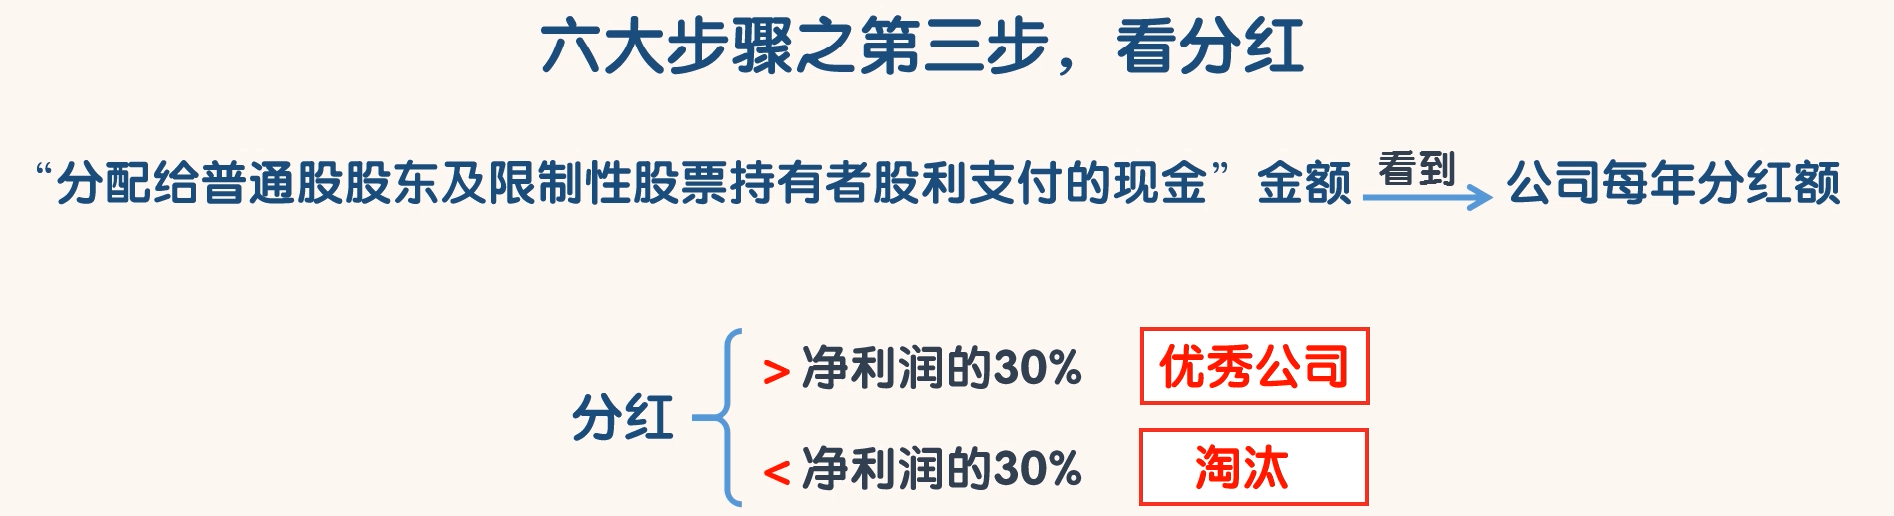 六大步骤之第三步，看分红
“分配给普通股股东及限制性股票持有者股利支付的现金”金额 看到 公司每年分红额
> 净利润的30% 优秀公司
分红
< 净利润的30% 淘汰